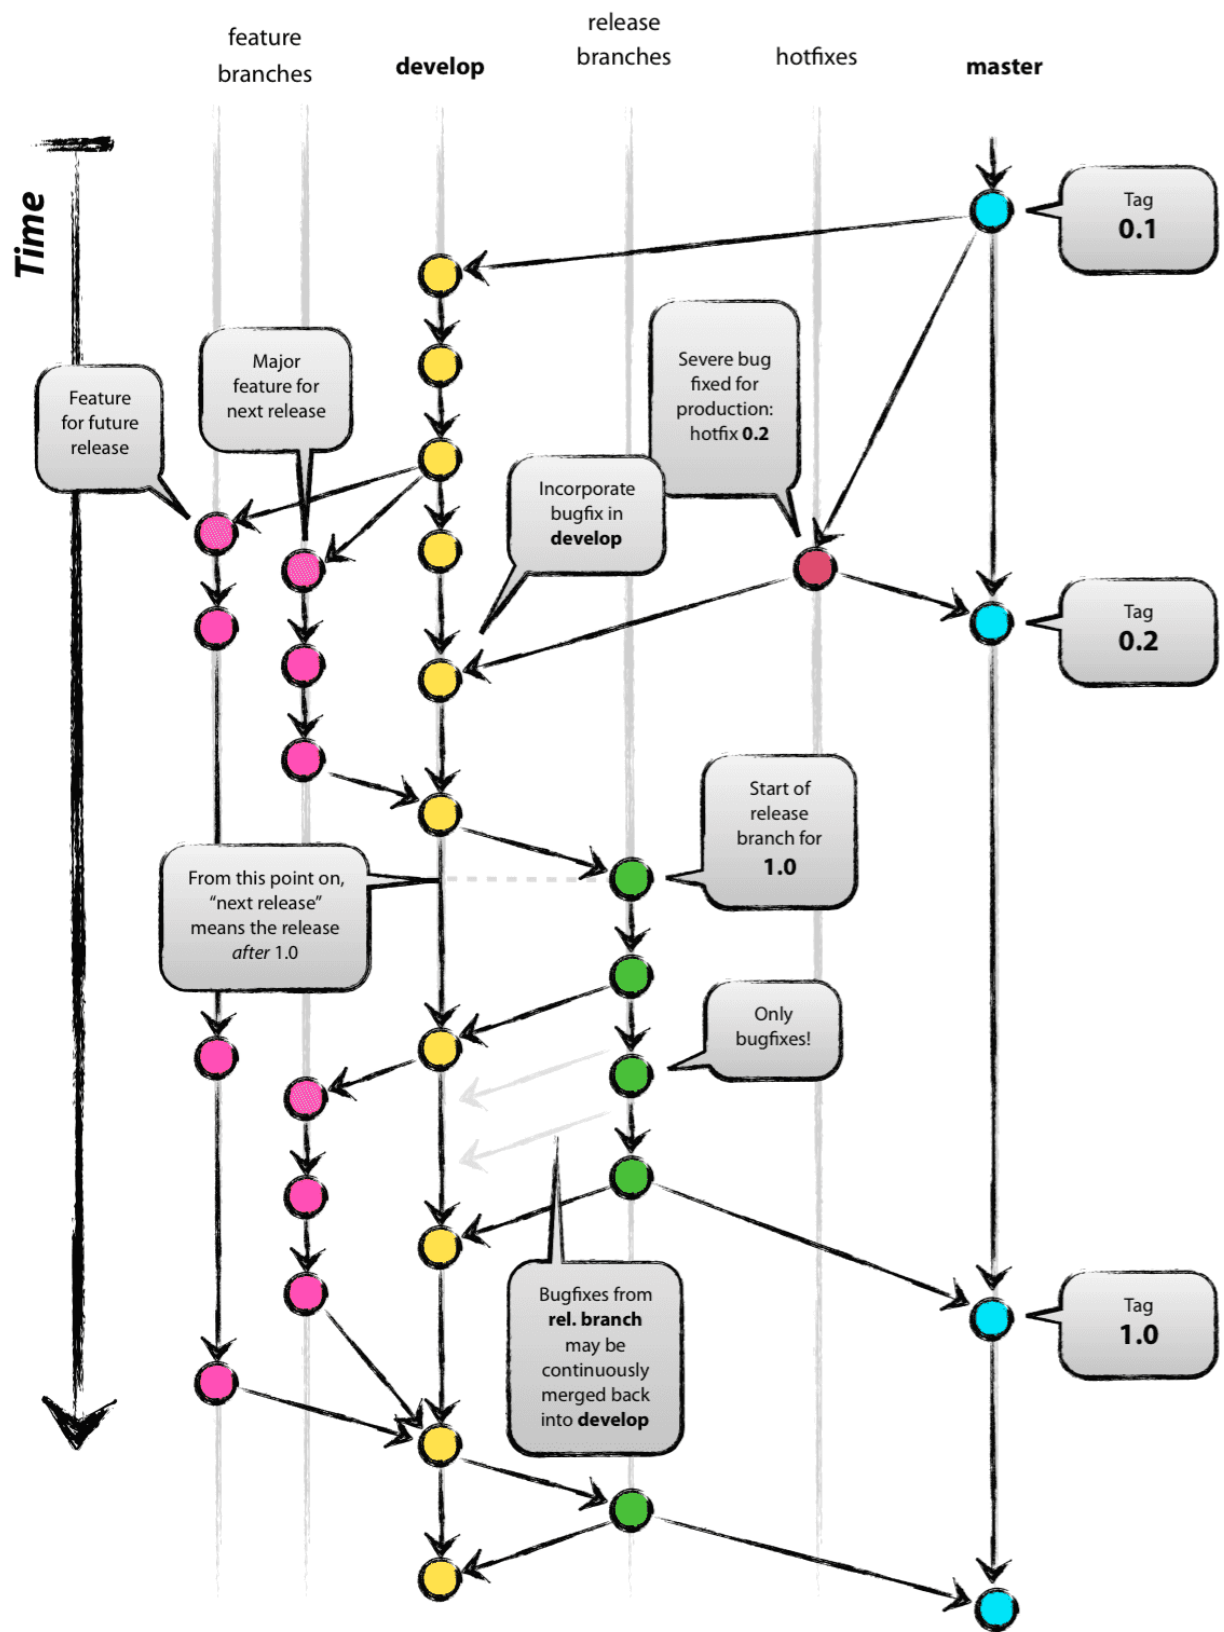 feature
branches
develop
release
branches
hotfixes
master
Time
Tag
0.1
Major
feature for
next release
Feature
for future
release
Severe bug
fixed for
production:
hotfix 0.2
Incorporate
bugfix in
develop
Tag
0.2
Start of
release
branch for
1.0
From this point on,
“next release”
means the release
after 1.0
Only
bugfixes!
Bugfixes from
rel. branch
may be
continuously
merged back
into develop
Tag
1.0